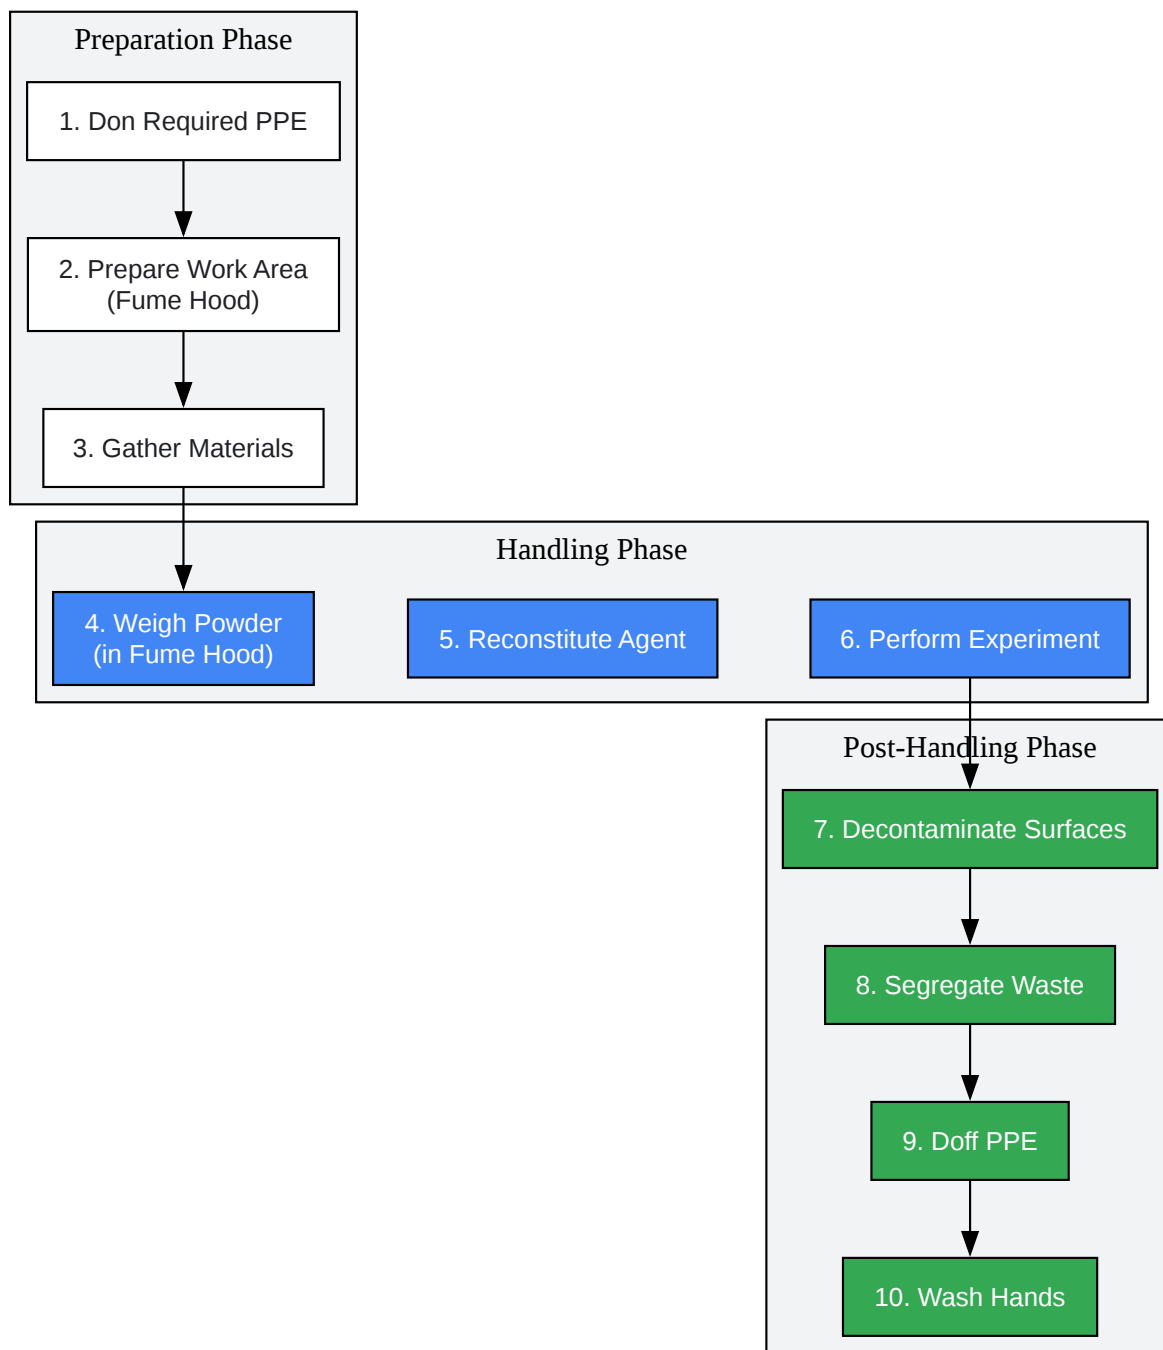 Preparation Phase
1. Don Required PPE
2. Prepare Work Area
(Fume Hood)
3. Gather Materials
Handling Phase
4. Weigh Powder
(in Fume Hood)
5. Reconstitute Agent
6. Perform Experiment
Post-Handling Phase
7. Decontaminate Surfaces
8. Segregate Waste
9. Doff PPE
10. Wash Hands